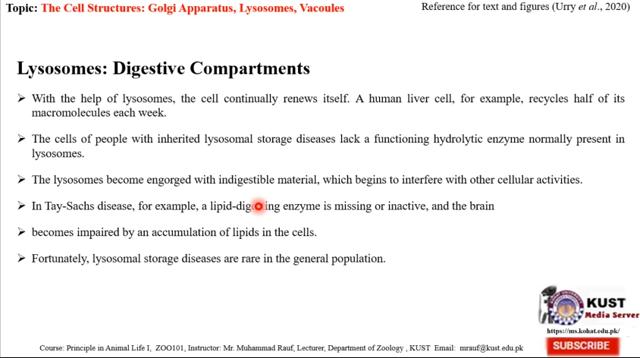 Topic: The Cell Structures: Golgi Apparatus, Lysosomes, Vacoules
Reference for text and figures (Urry et al., 2020)
Lysosomes: Digestive Compartments
➤ With the help of lysosomes, the cell continually renews itself. A human liver cell, for example, recycles half of its
macromolecules each week.
➤ The cells of people with inherited lysosomal storage diseases lack a functioning hydrolytic enzyme normally present in
lysosomes.
➤ The lysosomes become engorged with indigestible material, which begins to interfere with other cellular activities.
➤ In Tay-Sachs disease, for example, a lipid-digesting enzyme is missing or inactive, and the brain
➤ becomes impaired by an accumulation of lipids in the cells.
➤ Fortunately, lysosomal storage diseases are rare in the general population.
KUST
Media Server
https://ms.kohat.edu.pk/
SUBSCRIBE
Course: Principle in Animal Life I, ZOO101, Instructor: Mr. Muhammad Rauf, Lecturer, Department of Zoology , KUST Email: mrauf@kust.edu.pk